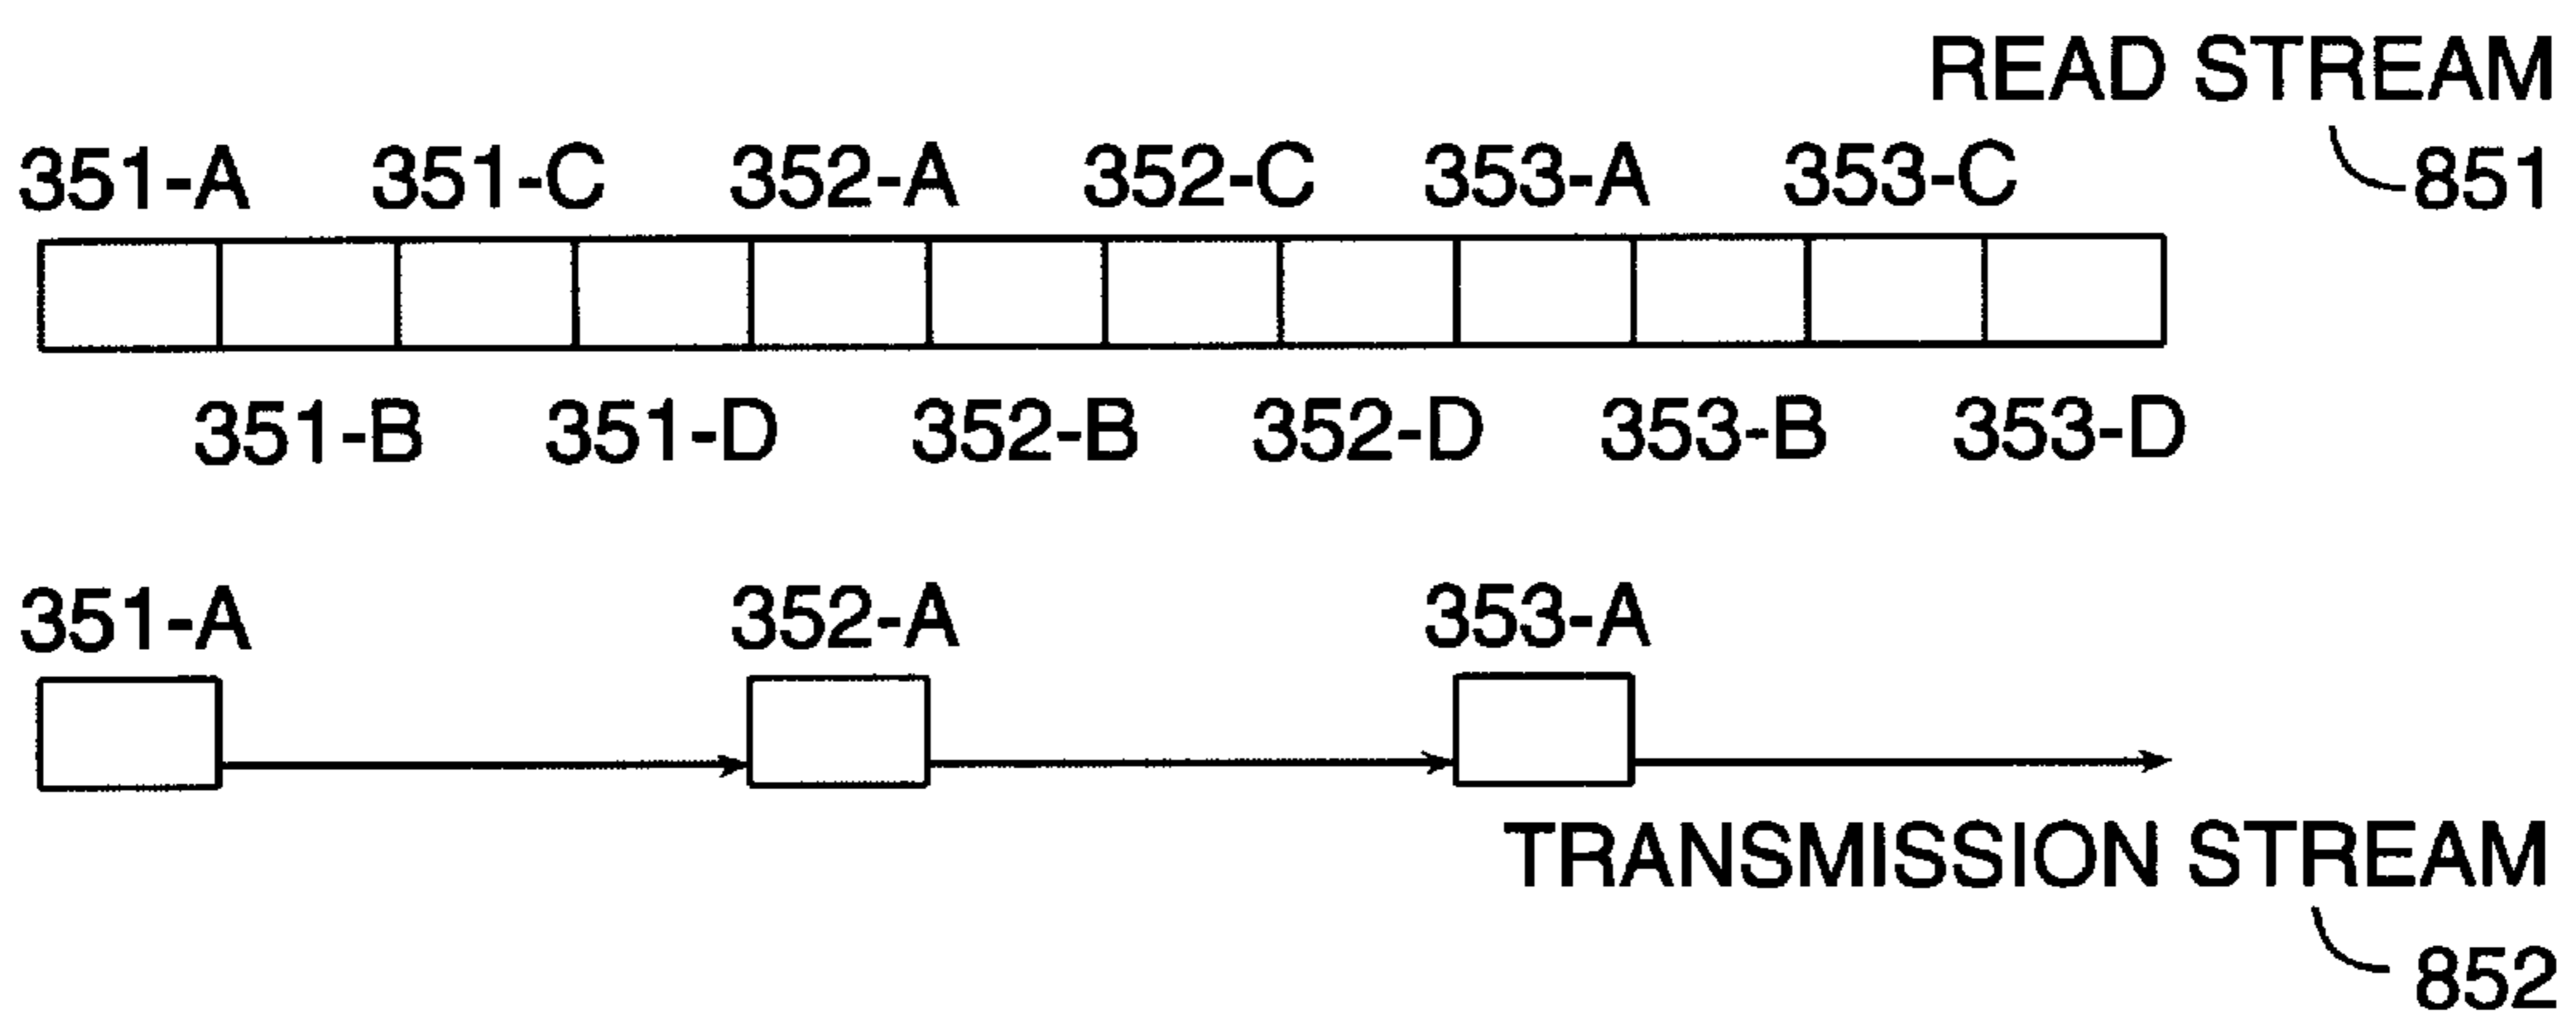 READ STREAM
851
351-A 351-C 352-A 352-C 353-A 353-C
351-B 351-D 352-B 352-D 353-B 353-D
351-A 352-A 353-A
TRANSMISSION STREAM
852